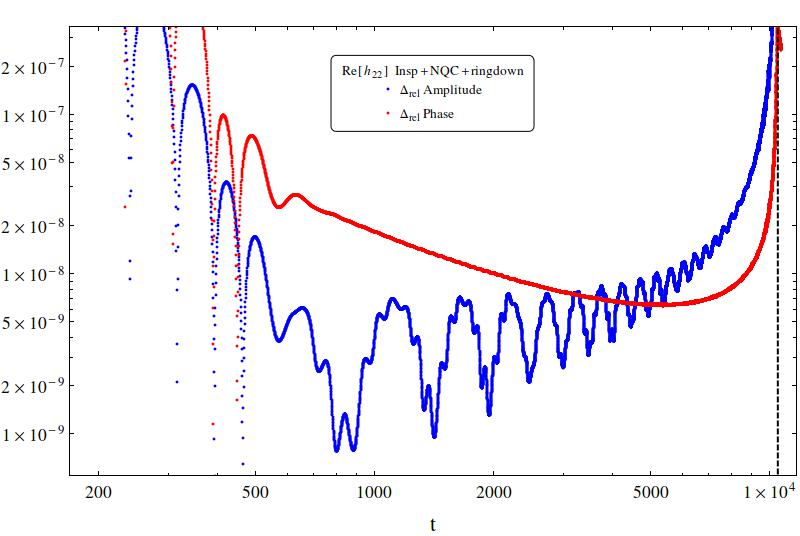 Re[h₂₂] Insp+NQC+ringdown
Δrel Amplitude
Δrel Phase
2×10⁻⁷
1×10⁻⁷
5×10⁻⁸
2×10⁻⁸
1×10⁻⁸
5×10⁻⁹
2×10⁻⁹
1×10⁻⁹
200 500 1000 2000 5000 1×10⁴
t